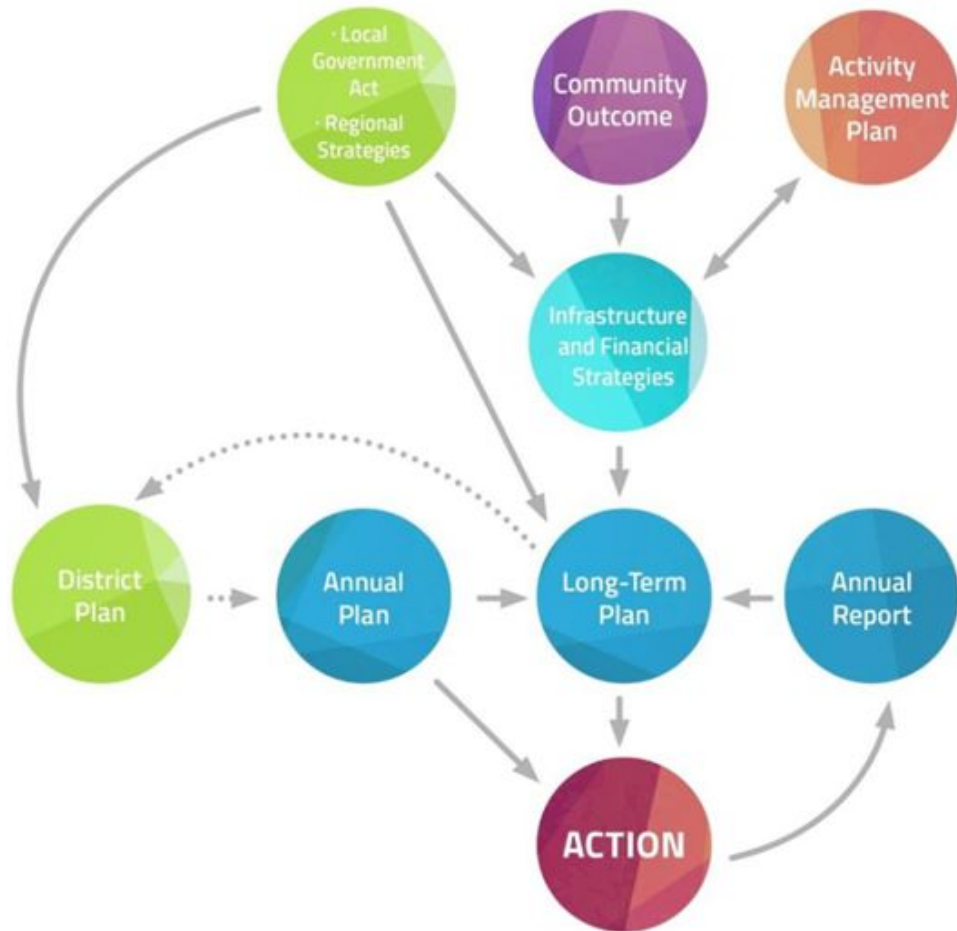 · Local
Government
Act
· Regional
Strategies
Community
Outcome
Activity
Management
Plan
Infrastructure
and Financial
Strategies
District
Plan
Annual
Plan
Long-Term
Plan
Annual
Report
ACTION